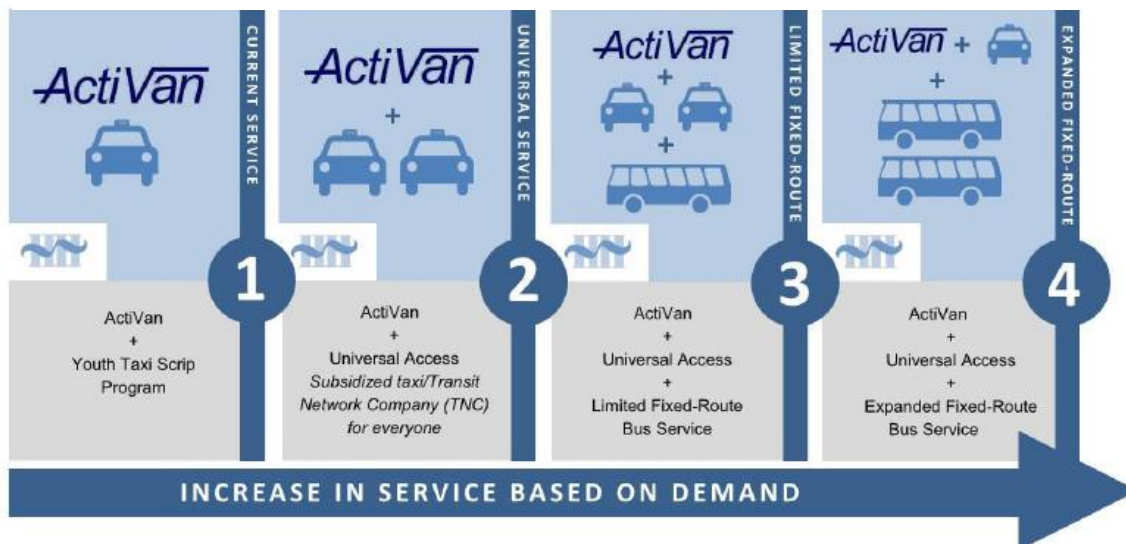 ActiVan
CURRENT SERVICE
1
ActiVan
+
Youth Taxi Scrip
Program
ActiVan
+
UNIVERSAL SERVICE
2
ActiVan
+
Universal Access
Subsidized taxi/Transit
Network Company (TNC)
for everyone
ActiVan
+
+
LIMITED FIXED-ROUTE
3
ActiVan
+
Universal Access
+
Limited Fixed-Route
Bus Service
ActiVan +
+
EXPANDED FIXED-ROUTE
4
ActiVan
+
Universal Access
+
Expanded Fixed-Route
Bus Service
INCREASE IN SERVICE BASED ON DEMAND